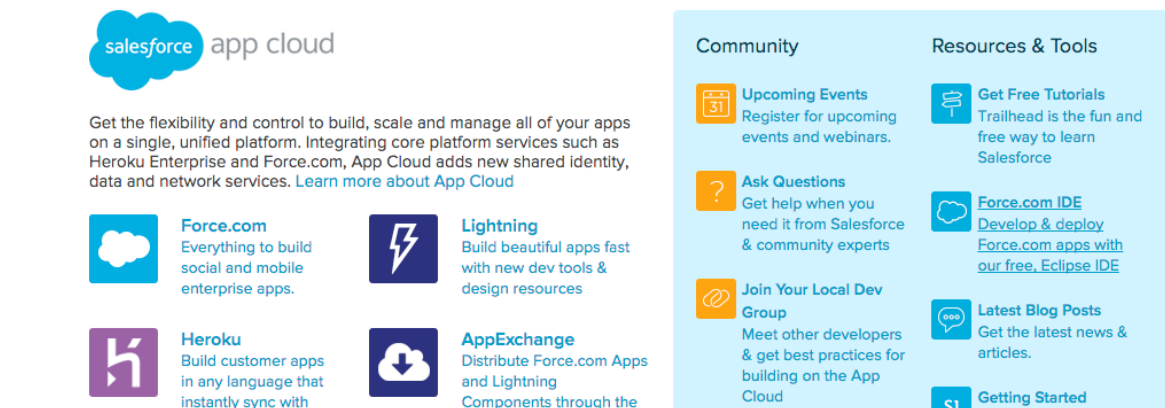 salesforce app cloud
Get the flexibility and control to build, scale and manage all of your apps
on a single, unified platform. Integrating core platform services such as
Heroku Enterprise and Force.com, App Cloud adds new shared identity,
data and network services. Learn more about App Cloud
Force.com
Everything to build
social and mobile
enterprise apps.
Lightning
Build beautiful apps fast
with new dev tools &
design resources
Heroku
Build customer apps
in any language that
instantly sync with
AppExchange
Distribute Force.com Apps
and Lightning
Components through the
Community
31
Upcoming Events
Register for upcoming
events and webinars.
?
Ask Questions
Get help when you
need it from Salesforce
& community experts
Join Your Local Dev
Group
Meet other developers
& get best practices for
building on the App
Cloud
Resources & Tools
Get Free Tutorials
Trailhead is the fun and
free way to learn
Salesforce
Force.com IDE
Develop & deploy
Force.com apps with
our free, Eclipse IDE
Latest Blog Posts
Get the latest news &
articles.
S1
Getting Started